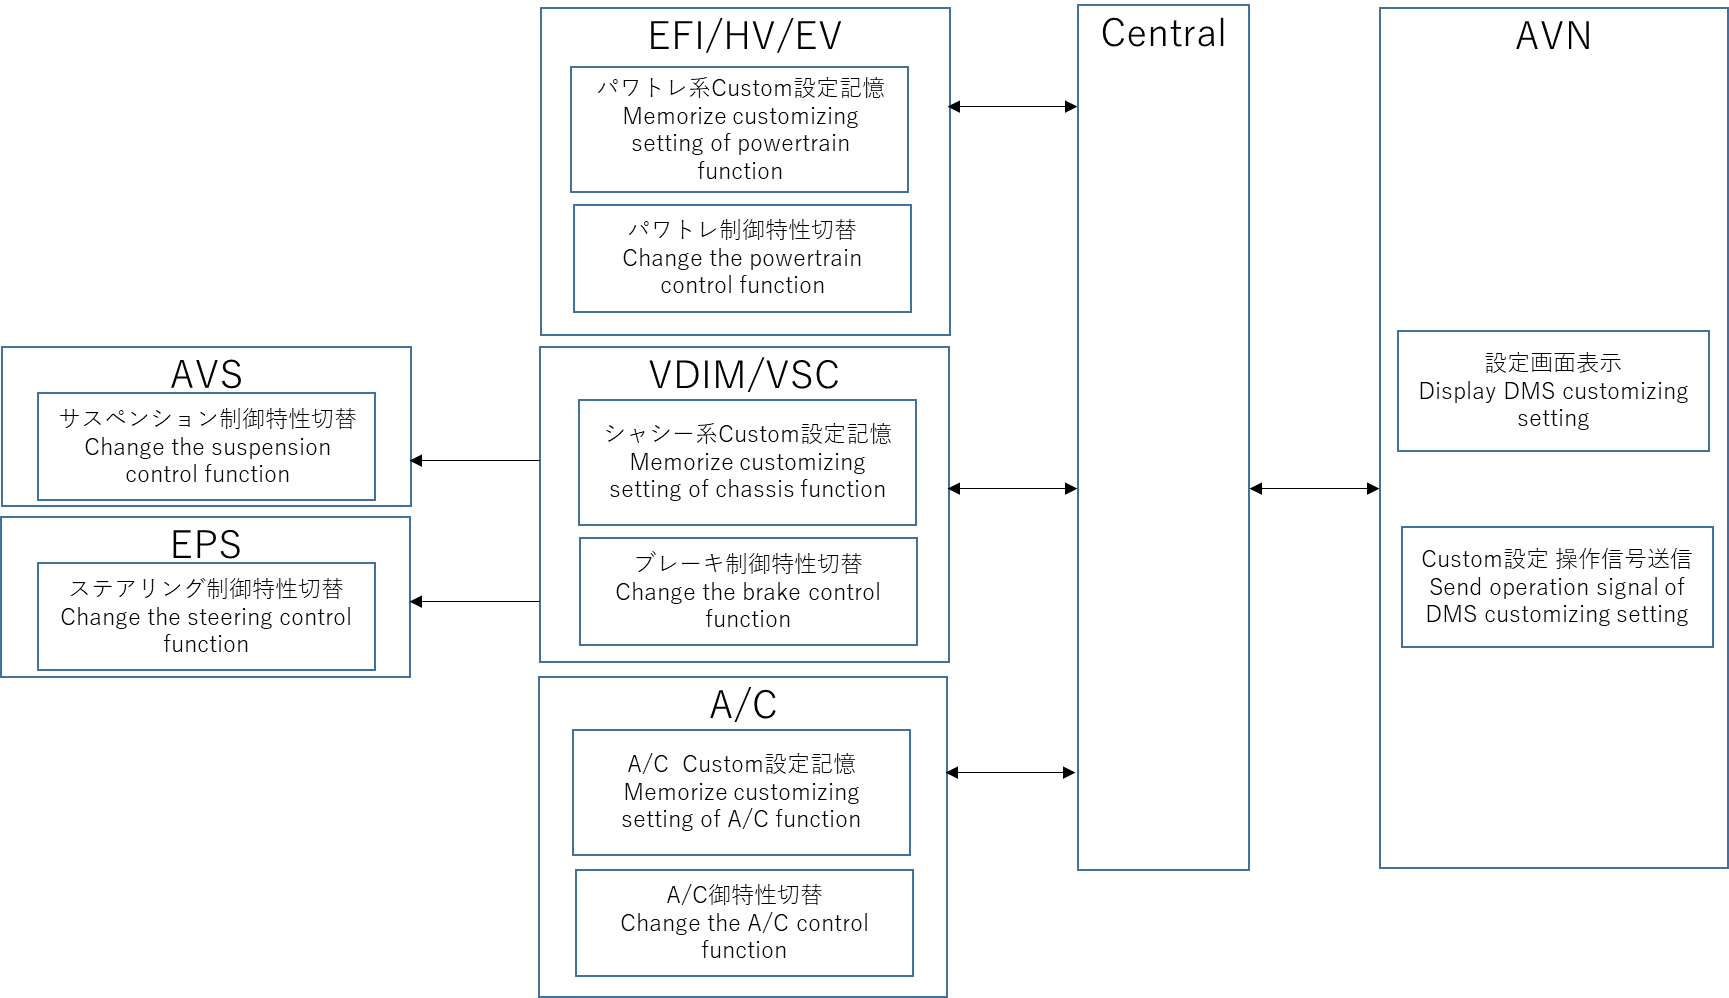 EFI/HV/EV
パワトレ系Custom設定記憶
Memorize customizing
setting of powertrain
function
パワトレ制御特性切替
Change the powertrain
control function
Central
AVN
設定画面表示
Display DMS customizing
setting
Custom設定 操作信号送信
Send operation signal of
DMS customizing setting
AVS
サスペンション制御特性切替
Change the suspension
control function
EPS
ステアリング制御特性切替
Change the steering control
function
VDIM/VSC
シャシー系Custom設定記憶
Memorize customizing
setting of chassis function
ブレーキ制御特性切替
Change the brake control
function
A/C
A/C  Custom設定記憶
Memorize customizing
setting of A/C function
A/C御特性切替
Change the A/C control
function